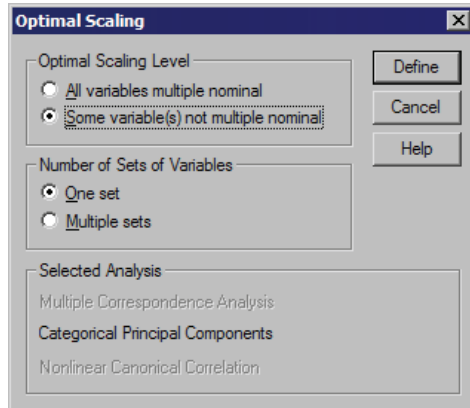 Optimal Scaling
Optimal Scaling Level
All variables multiple nominal
Some variable(s) not multiple nominal
Define
Cancel
Help
Number of Sets of Variables
One set
Multiple sets
Selected Analysis
Multiple Correspondence Analysis
Categorical Principal Components
Nonlinear Canonical Correlation